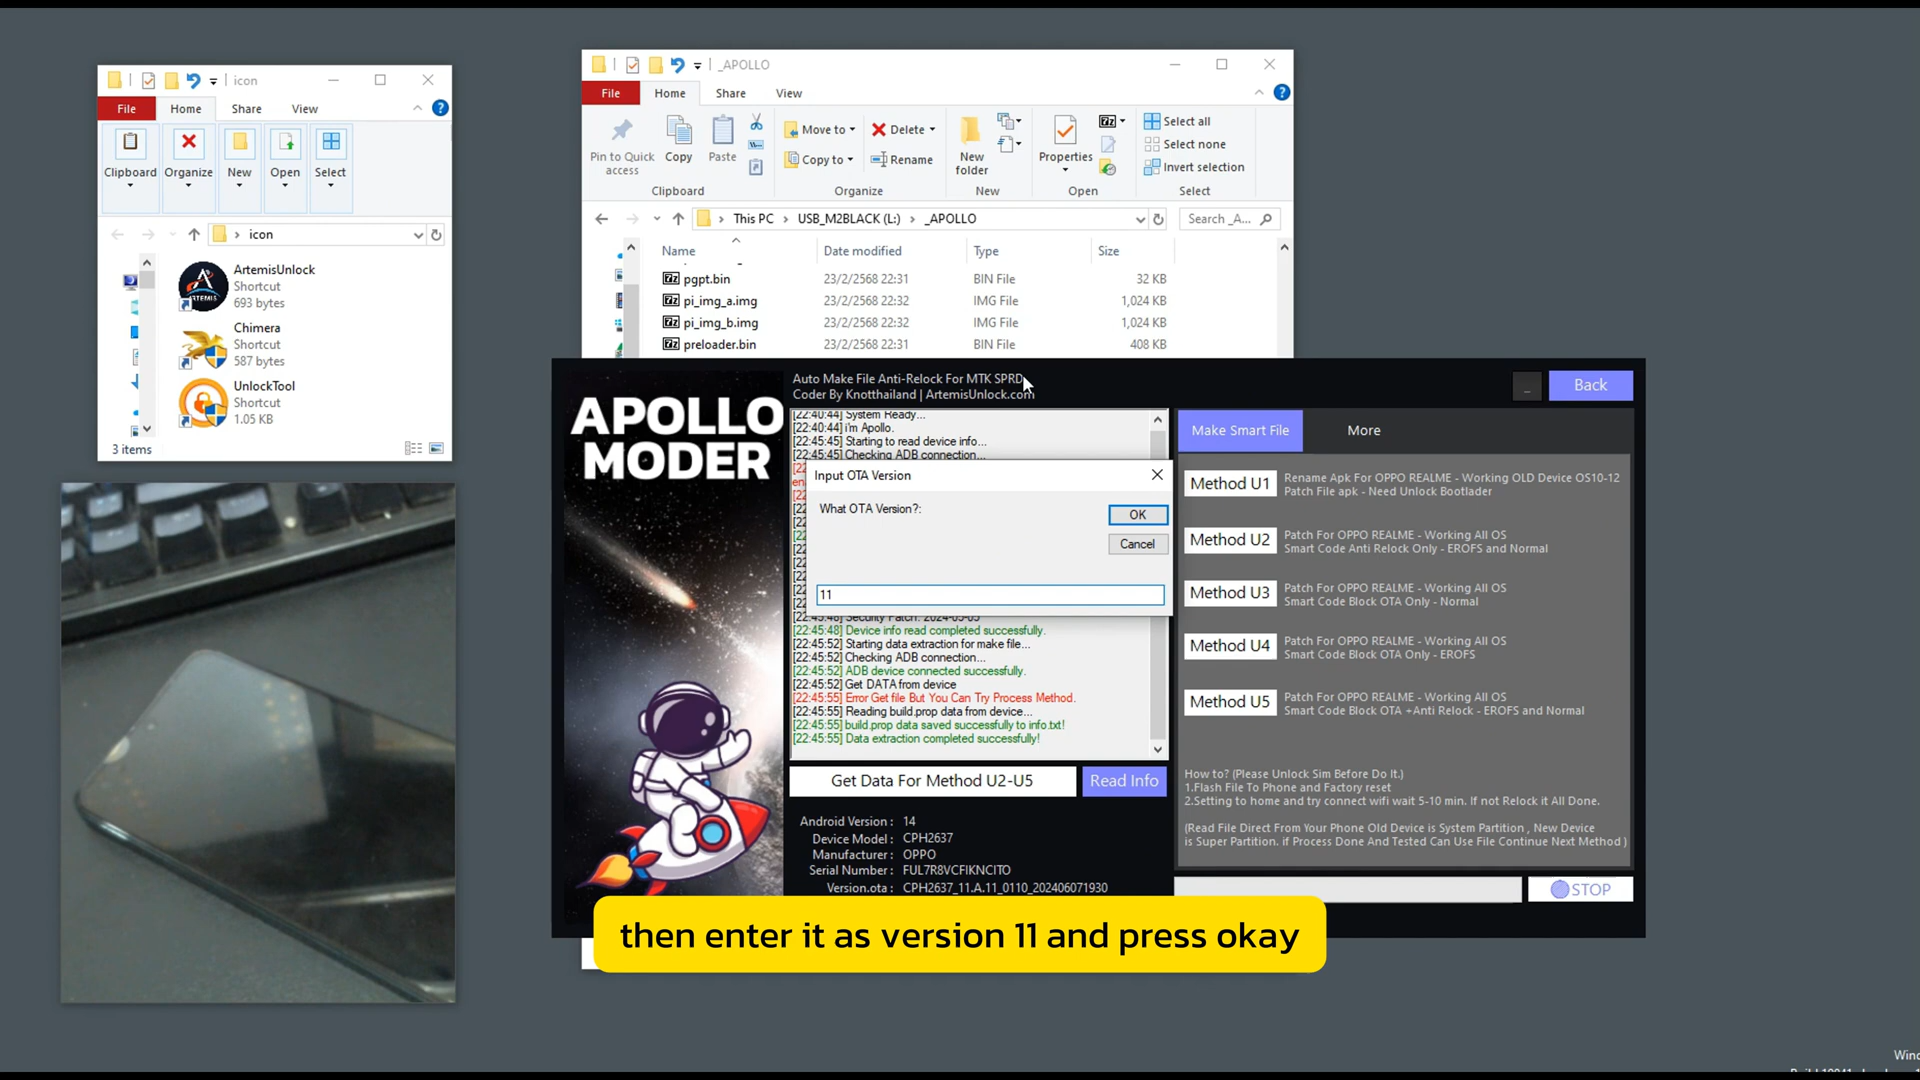 icon
File
Home
Share
View
Clipboard
Organize
New
Open
Select
icon
ArtemisUnlock
Shortcut
693 bytes
Chimera
Shortcut
587 bytes
UnlockTool
Shortcut
1.05 KB
3 items
_APOLLO
File
Home
Share
View
Pin to Quick access
Copy
Paste
Move to
Copy to
Delete
Rename
New folder
Properties
Select all
Select none
Invert selection
Clipboard
Organize
New
Open
Select
This PC
USB_M2BLACK (L:)
_APOLLO
Search _A...
Name
Date modified
Type
Size
pgpt.bin 23/2/2568 22:31 BIN File 32 KB
pi_img_a.img 23/2/2568 22:32 IMG File 1,024 KB
pi_img_b.img 23/2/2568 22:32 IMG File 1,024 KB
preloader.bin 23/2/2568 22:31 BIN File 408 KB
APOLLO
MODER
Auto Make File Anti-Relock For MTK SPRD
Coder By Knotthailand | ArtemisUnlock.com
Back
[22:40:44] System Ready...
[22:40:44] i'm Apollo.
[22:45:45] Starting to read device info...
[22:45:45] Checking ADB connection...
Input OTA Version
What OTA Version?:
OK
Cancel
11
[22:45:48] Security Patch: 2024-05-05
[22:45:48] Device info read completed successfully.
[22:45:52] Starting data extraction for make file...
[22:45:52] Checking ADB connection...
[22:45:52] ADB device connected successfully.
[22:45:52] Get DATA from device
[22:45:55] Error Get file But You Can Try Process Method.
[22:45:55] Reading build.prop data from device...
[22:45:55] build.prop data saved successfully to info.txt!
[22:45:55] Data extraction completed successfully!
Get Data For Method U2-U5
Read Info
Android Version : 14
Device Model : CPH2637
Manufacturer : OPPO
Serial Number : FUL7R8VCFIKNCITO
Version.ota : CPH2637_11.A.11_0110_202406071930
Make Smart File
More
Method U1
Rename Apk For OPPO REALME - Working OLD Device OS10-12
Patch File apk - Need Unlock Bootlader
Method U2
Patch For OPPO REALME - Working All OS
Smart Code Anti Relock Only - EROFS and Normal
Method U3
Patch For OPPO REALME - Working All OS
Smart Code Block OTA Only - Normal
Method U4
Patch For OPPO REALME - Working All OS
Smart Code Block OTA Only - EROFS
Method U5
Patch For OPPO REALME - Working All OS
Smart Code Block OTA +Anti Relock - EROFS and Normal
How to? (Please Unlock Sim Before Do It.)
1.Flash File To Phone and Factory reset
2.Setting to home and try connect wifi wait 5-10 min. If not Relock it All Done.
(Read File Direct From Your Phone Old Device is System Partition , New Device
is Super Partition. if Process Done And Tested Can Use File Continue Next Method )
STOP
then enter it as version 11 and press okay